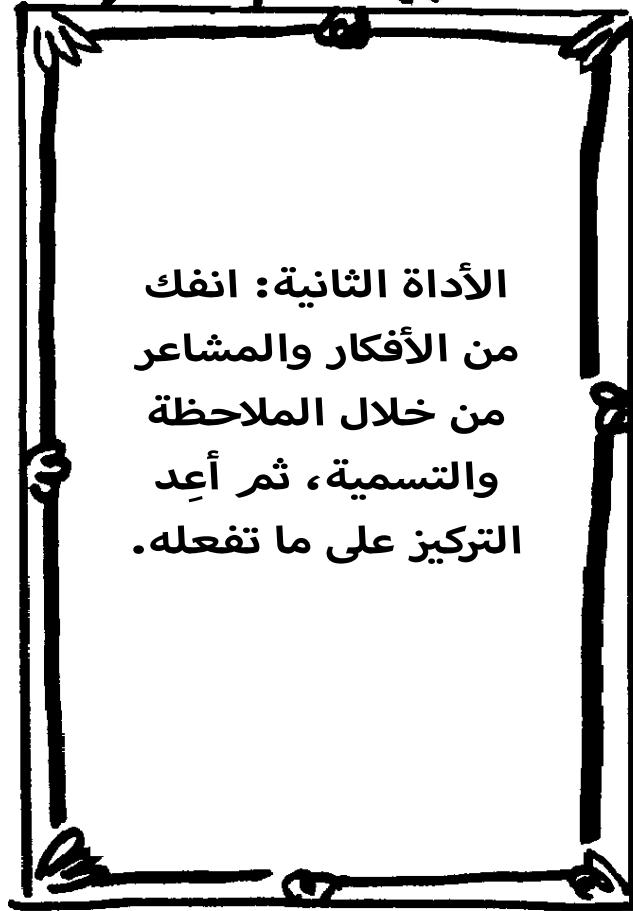 الأداة الثانية: انفك
من الأفكار والمشاعر
من خلال الملاحظة
والتسمية، ثم أعِد
التركيز على ما تفعله.